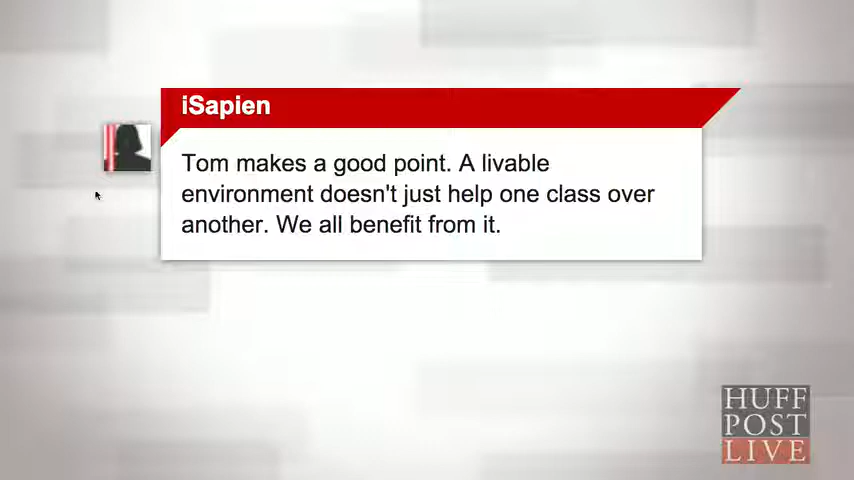 iSapien
Tom makes a good point. A livable
environment doesn't just help one class over
another. We all benefit from it.
HUFF
POST
LIVE